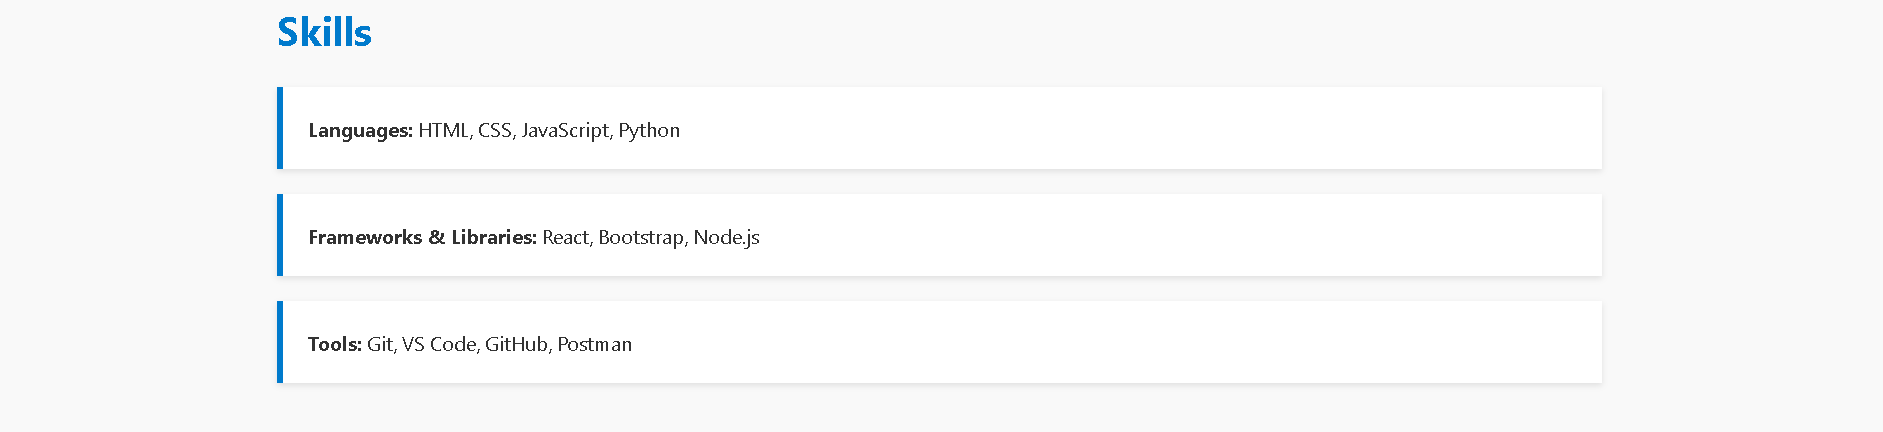 Skills
Languages: HTML, CSS, JavaScript, Python
Frameworks & Libraries: React, Bootstrap, Node.js
Tools: Git, VS Code, GitHub, Postman